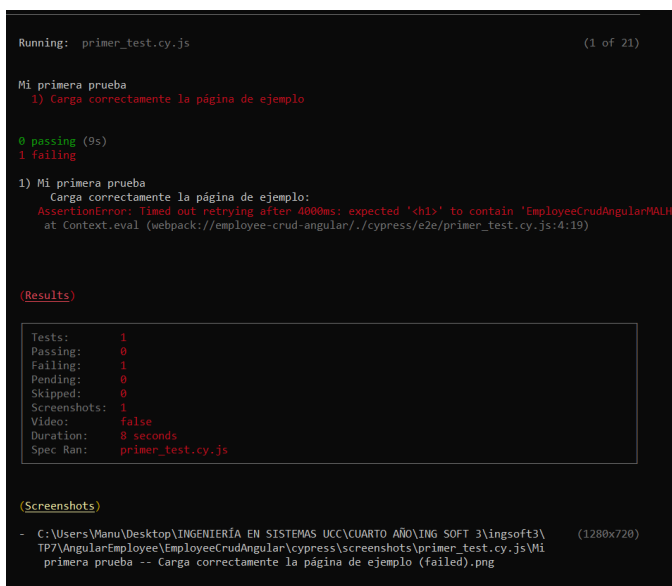 Running: primer_test.cy.js (1 of 21)
Mi primera prueba
1) Carga correctamente la página de ejemplo
0 passing (9s)
1 failing
1) Mi primera prueba
Carga correctamente la página de ejemplo:
AssertionError: Timed out retrying after 4000ms: expected '<h1>' to contain 'EmployeeCrudAngularMALH
at Context.eval (webpack://employee-crud-angular/./cypress/e2e/primer_test.cy.js:4:19)
(Results)
Tests: 1
Passing: 0
Failing: 1
Pending: 0
Skipped: 0
Screenshots: 1
Video: false
Duration: 8 seconds
Spec Ran: primer_test.cy.js
(Screenshots)
- C:\Users\Manu\Desktop\INGENIERÍA EN SISTEMAS UCC\CUARTO AÑO\ING SOFT 3\ingsoft3\ (1280x720)
TP7\AngularEmployee\EmployeeCrudAngular\cypress\screenshots\primer_test.cy.js\Mi
primera prueba -- Carga correctamente la página de ejemplo (failed).png